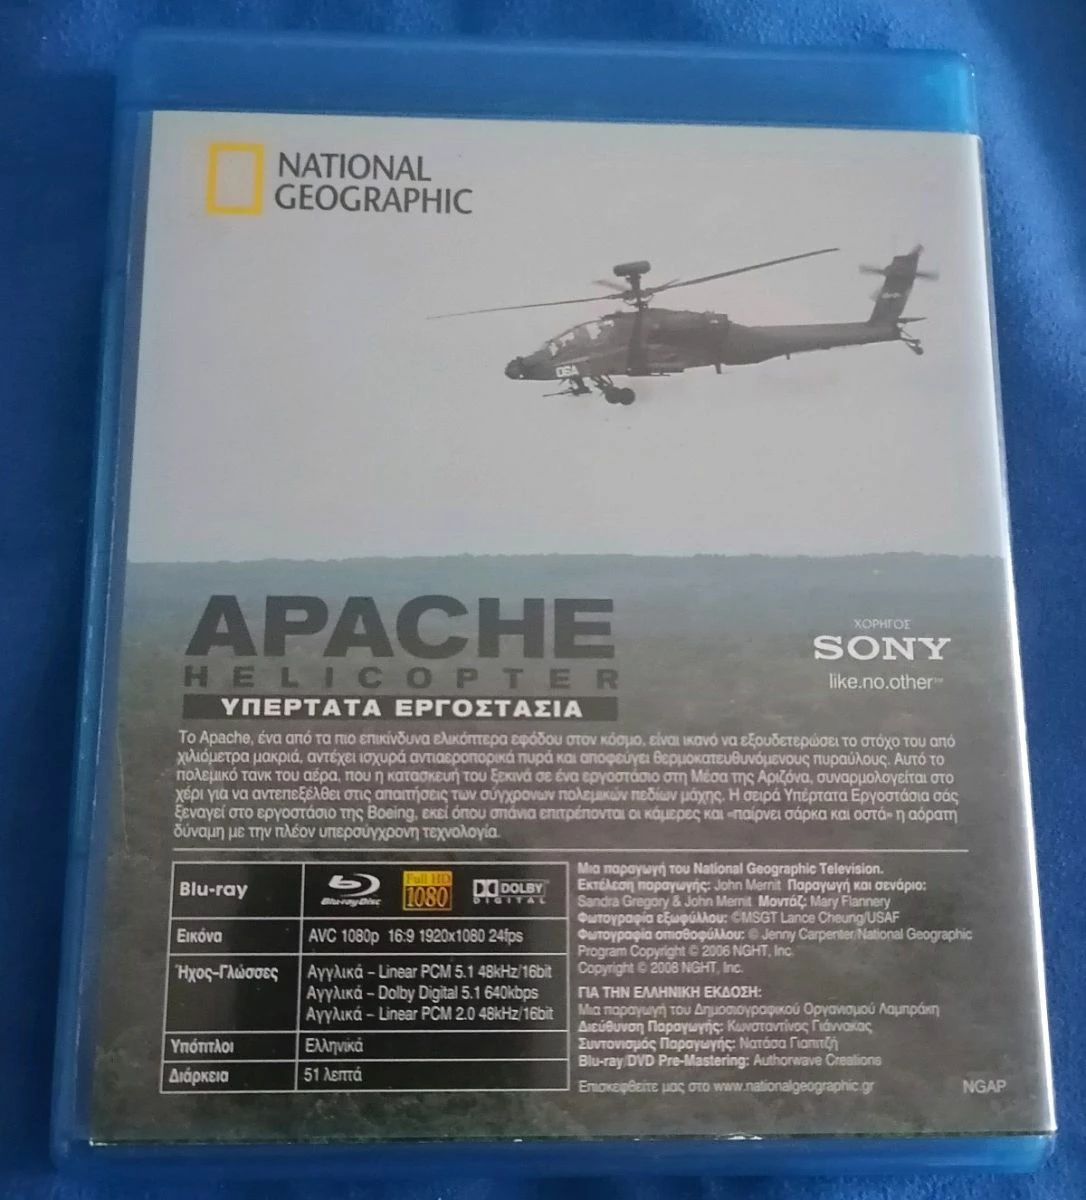 NATIONAL
GEOGRAPHIC
APACHE
HELICOPTER
ΥΠΕΡΤΑΤΑ ΕΡΓΟΣΤΑΣΙΑ
ΧΟΡΗΓΟΣ
SONY
like.no.other™
Το Apache, ένα από τα πιο επικίνδυνα ελικόπτερα εφόδου στον κόσμο, είναι ικανό να εξουδετερώσει το στόχο του από
χιλιόμετρα μακριά, αντέχει ισχυρά αντιαεροπορικά πυρά και αποφεύγει θερμοκατευθυνόμενους πυραύλους. Αυτό το
πολεμικό τανκ του αέρα, που η κατασκευή του ξεκινά σε ένα εργοστάσιο στη Μέσα της Αριζόνα, συναρμολογείται στο
χέρι για να αντεπεξέλθει στις απαιτήσεις των σύγχρονων πολεμικών πεδίων μάχης. Η σειρά Υπέρτατα Εργοστάσια σάς
ξεναγεί στο εργοστάσιο της Boeing, εκεί όπου σπάνια επιτρέπονται οι κάμερες και «παίρνει σάρκα και οστά» η αόρατη
δύναμη με την πλέον υπερσύγχρονη τεχνολογία.
Blu-ray
Blu-ray Disc
Full HD
1080
DOLBY
DIGITAL
Εικόνα
AVC 1080p 16:9 1920x1080 24fps
Ήχος–Γλώσσες
Αγγλικά – Linear PCM 5.1 48kHz/16bit
Αγγλικά – Dolby Digital 5.1 640kbps
Αγγλικά – Linear PCM 2.0 48kHz/16bit
Υπότιτλοι
Ελληνικά
Διάρκεια
51 λεπτά
Μια παραγωγή του National Geographic Television.
Εκτέλεση παραγωγής: John Mernit Παραγωγή και σενάριο:
Sandra Gregory & John Mernit Μοντάζ: Mary Flannery
Φωτογραφία εξωφύλλου: ©MSGT Lance Cheung/USAF
Φωτογραφία οπισθοφύλλου: © Jenny Carpenter/National Geographic
Program Copyright © 2006 NGHT, Inc.
Copyright © 2008 NGHT, Inc.
ΓΙΑ ΤΗΝ ΕΛΛΗΝΙΚΗ ΕΚΔΟΣΗ:
Μια παραγωγή του Δημοσιογραφικού Οργανισμού Λαμπράκη
Διεύθυνση Παραγωγής: Κωνσταντίνος Γιάννακας
Συντονισμός Παραγωγής: Νατάσα Γιαπιτζή
Blu-ray/DVD Pre-Mastering: Authorwave Creations
Επισκεφθείτε μας στο www.nationalgeographic.gr
NGAP